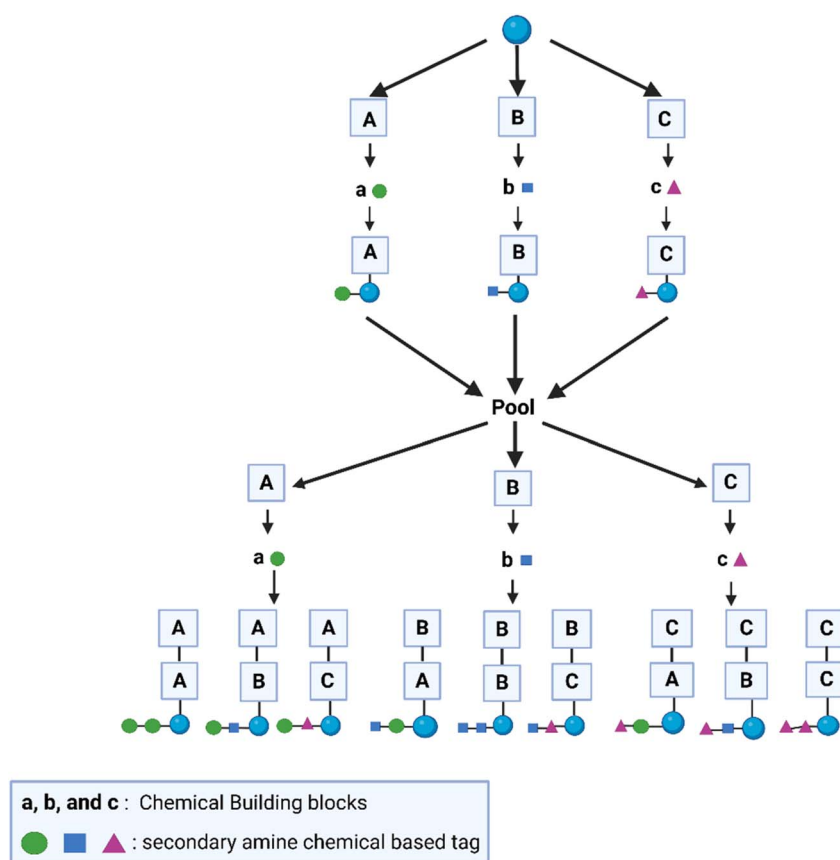 A B C
a b c
A B C
Pool
A B C
a b c
A A A B B B C C C
A B C A B C A B C
a, b, and c : Chemical Building blocks
: secondary amine chemical based tag